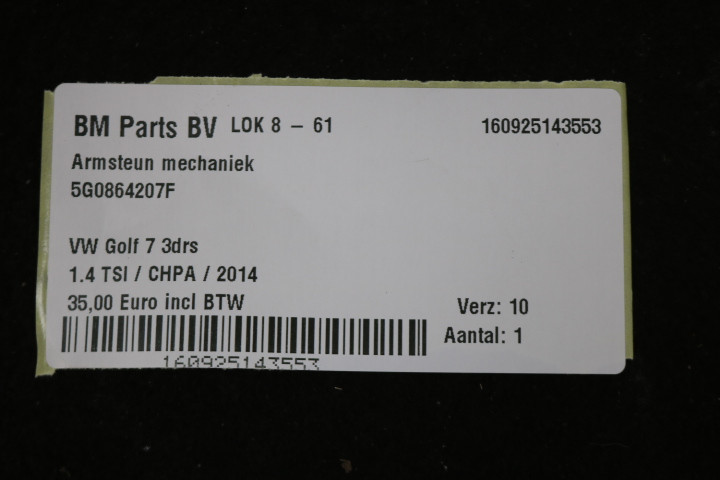 BM Parts BV LOK 8 - 61 160925143553
Armsteun mechaniek
5G0864207F
VW Golf 7 3drs
1.4 TSI / CHPA / 2014
35,00 Euro incl BTW
Verz: 10
Aantal: 1
160925143553